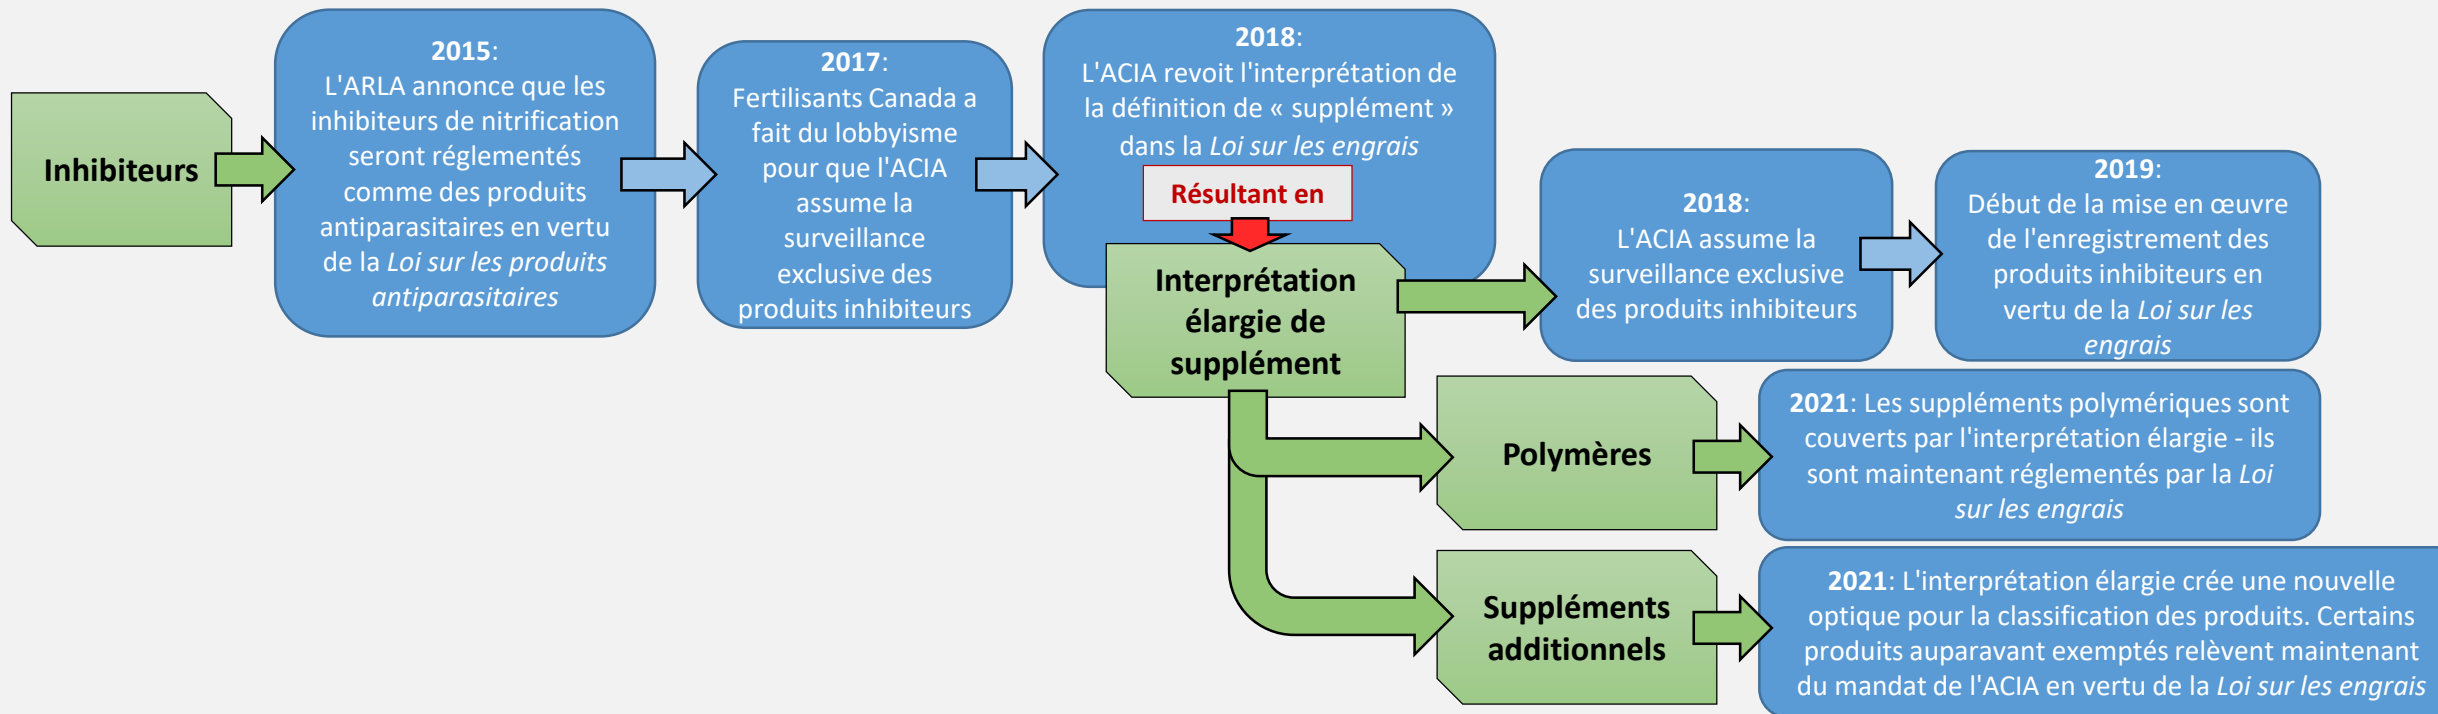 Inhibiteurs
2015:
L'ARLA annonce que les
inhibiteurs de nitrification
seront réglementés
comme des produits
antiparasitaires en vertu
de la Loi sur les produits
antiparasitaires
2017:
Fertilisants Canada a
fait du lobbyisme
pour que l'ACIA
assume la
surveillance
exclusive des
produits inhibiteurs
2018:
L'ACIA revoit l'interprétation de
la définition de « supplément »
dans la Loi sur les engrais
Résultant en
Interprétation
élargie de
supplément
2018:
L'ACIA assume la
surveillance exclusive
des produits inhibiteurs
2019:
Début de la mise en œuvre
de l'enregistrement des
produits inhibiteurs en
vertu de la Loi sur les
engrais
Polymères
2021: Les suppléments polymériques sont
couverts par l'interprétation élargie - ils
sont maintenant réglementés par la Loi
sur les engrais
Suppléments
additionnels
2021: L'interprétation élargie crée une nouvelle
optique pour la classification des produits. Certains
produits auparavant exemptés relèvent maintenant
du mandat de l'ACIA en vertu de la Loi sur les engrais